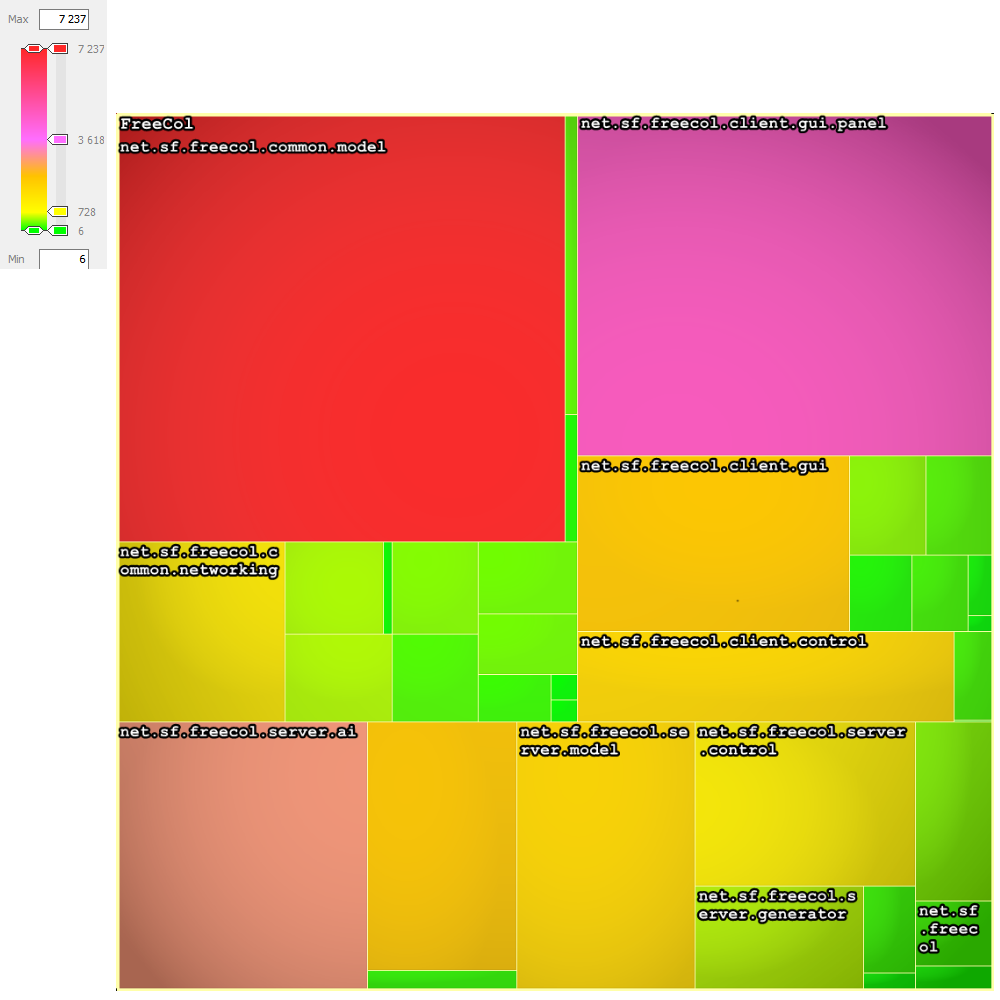 Max 7 237
7 237
3 618
728
6
Min 6
FreeCol
net.sf.freecol.common.model
net.sf.freecol.client.gui.panel
net.sf.freecol.client.gui
net.sf.freecol.c
ommon.networking
net.sf.freecol.client.control
net.sf.freecol.server.ai
net.sf.freecol.se
rver.model
net.sf.freecol.server
.control
net.sf.freecol.s
erver.generator
net.sf
.freec
ol